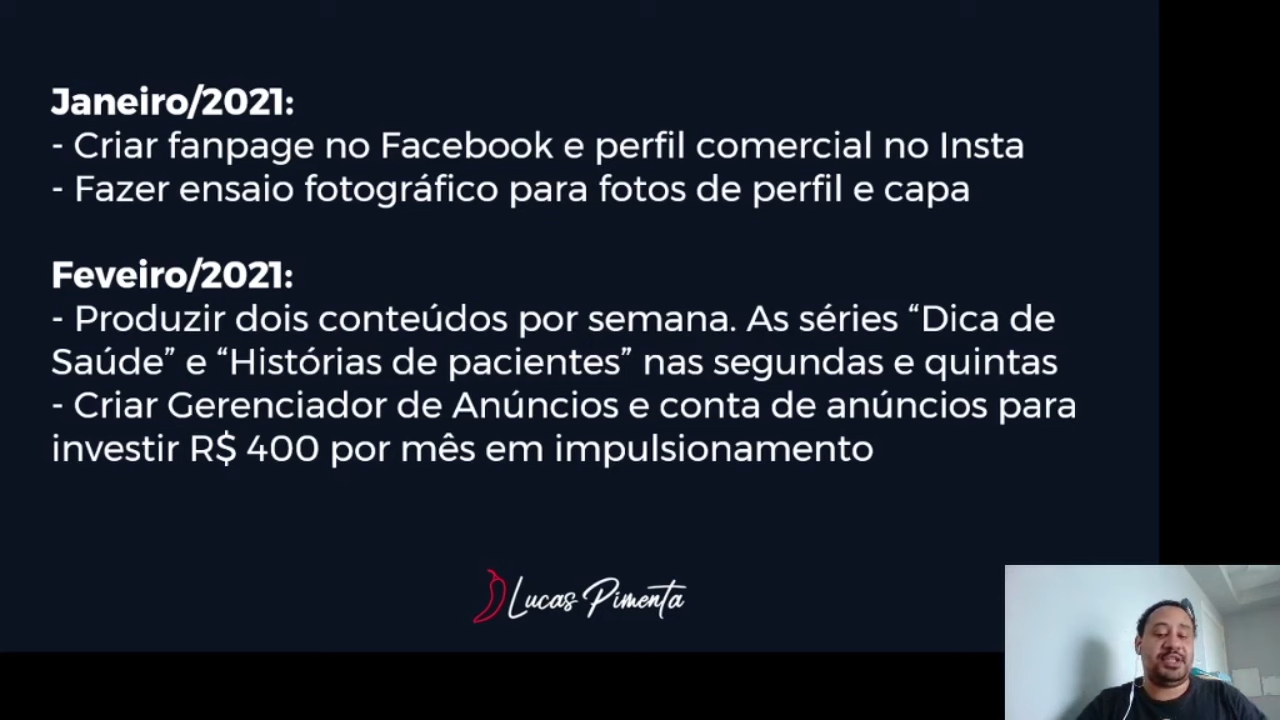 Janeiro/2021:
- Criar fanpage no Facebook e perfil comercial no Insta
- Fazer ensaio fotográfico para fotos de perfil e capa
Feveiro/2021:
- Produzir dois conteúdos por semana. As séries “Dica de
Saúde” e “Histórias de pacientes” nas segundas e quintas
- Criar Gerenciador de Anúncios e conta de anúncios para
investir R$ 400 por mês em impulsionamento
Lucas Pimenta